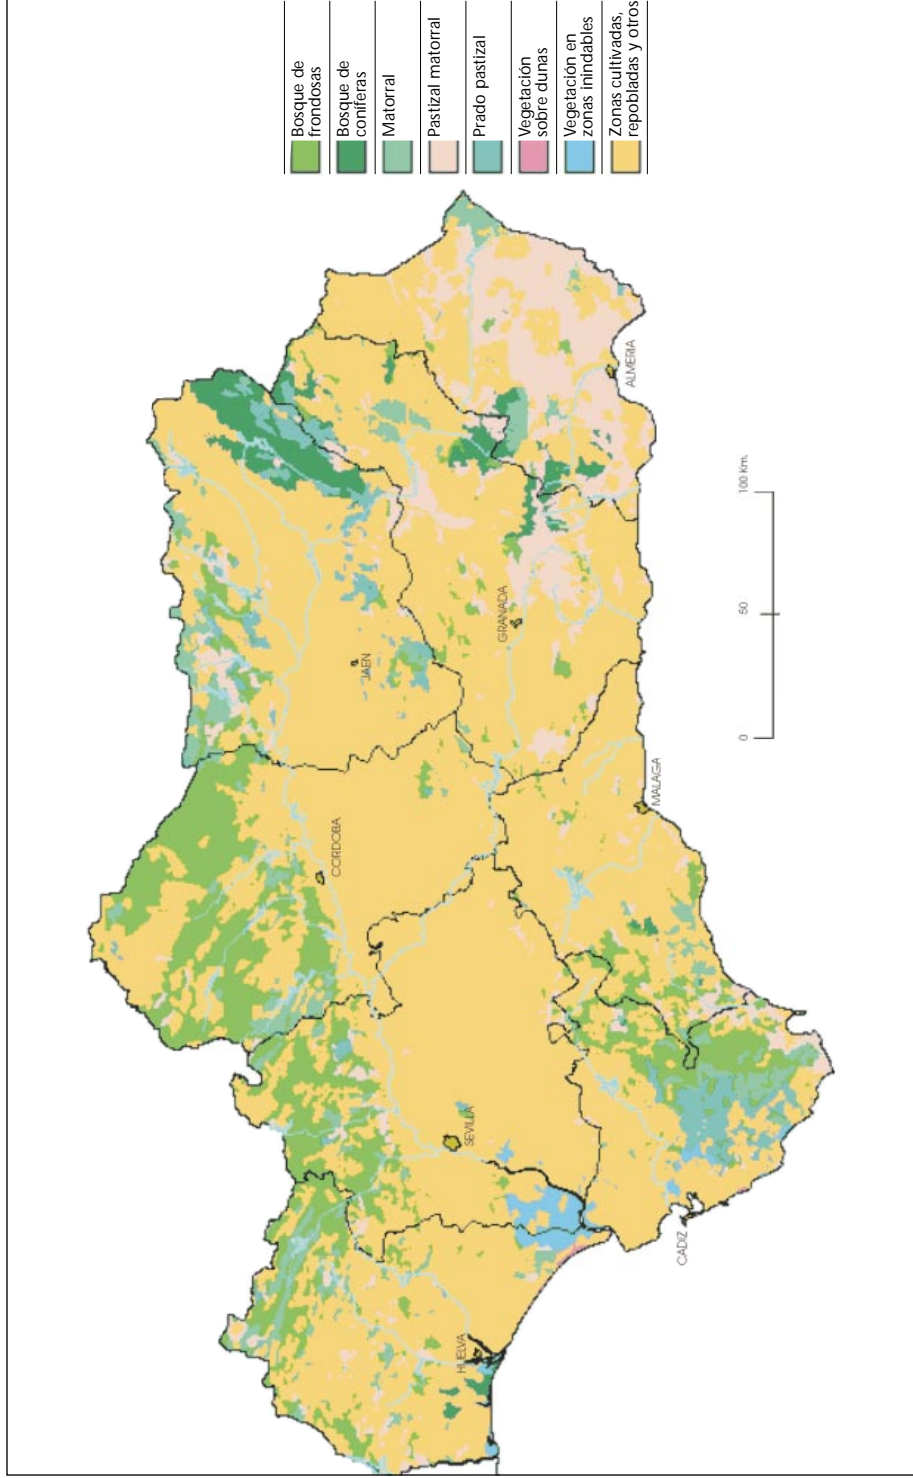 Bosque de
frondosas
Bosque de
coníferas
Matorral
Pastizal matorral
Prado pastizal
Vegetación
sobre dunas
Vegetación en
zonas inindables
Zonas cultivadas,
repobladas y otros
HUELVA
SEVILLA
CADIZ
CORDOBA
MALAGA
JAEN
GRANADA
ALMERIA
0 50 100 Km.